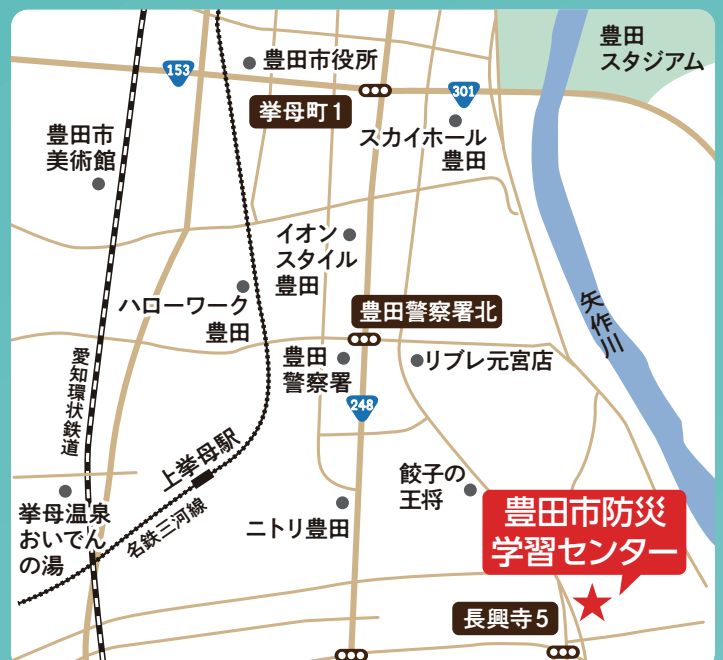 豊田
スタジアム
豊田市役所
153
301
挙母町1
スカイホール
豊田
豊田市
美術館
イオン
スタイル
豊田
ハローワーク
豊田
豊田警察署北
矢作川
愛知環状鉄道
豊田
警察署
リブレ元宮店
248
上挙母駅
名鉄三河線
餃子の
王将
挙母温泉
おいでん
の湯
ニトリ豊田
豊田市防災
学習センター
長興寺5